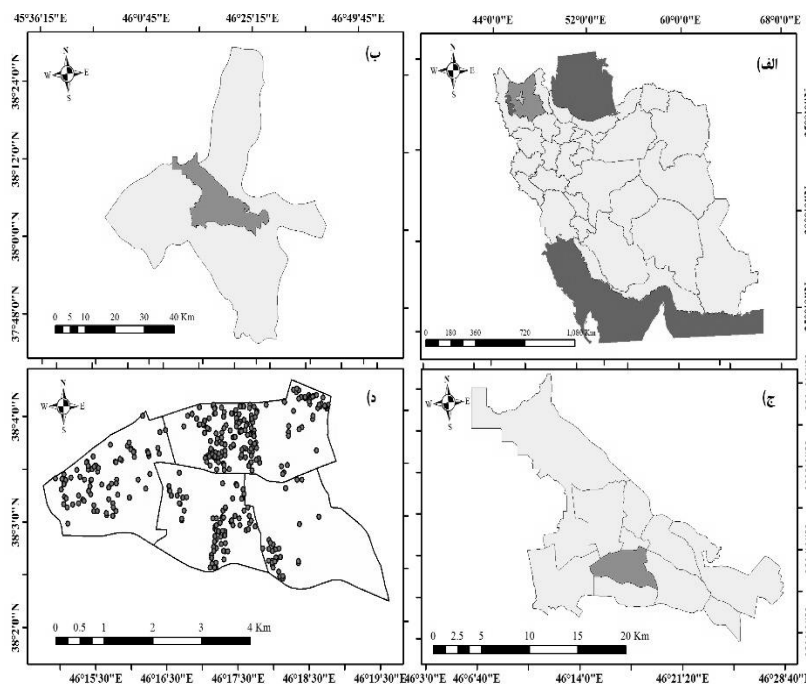 44°0'0"E 52°0'0"E 60°0'0"E 68°0'0"E
الف)
N
W E
S
0 180 360 720 1,080 Km
45°36'15"E 46°0'45"E 46°25'15"E 46°49'45"E
ب)
N
W E
S
38°24'0"N
38°12'0"N
38°0'0"N
37°48'0"N
0 5 10 20 30 40 Km
ج)
N
W E
S
0 2.5 5 10 15 20 Km
46°6'40"E 46°14'0"E 46°21'20"E 46°28'40"E
د)
N
W E
S
38°4'0"N
38°3'0"N
38°2'0"N
0 0.5 1 2 3 4 Km
46°15'30"E 46°16'30"E 46°17'30"E 46°18'30"E 46°19'30"E